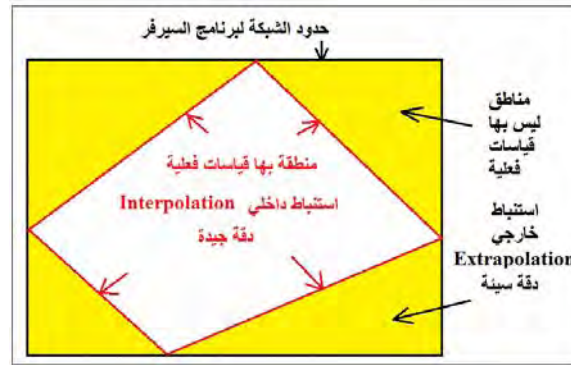 حدود الشبكة لبرنامج السيرفر
مناطق
ليس بها
قياسات
فعلية
منطقة بها قياسات فعلية
استنباط داخلي Interpolation
دقة جيدة
استنباط
خارجي
Extrapolation
دقة سيئة